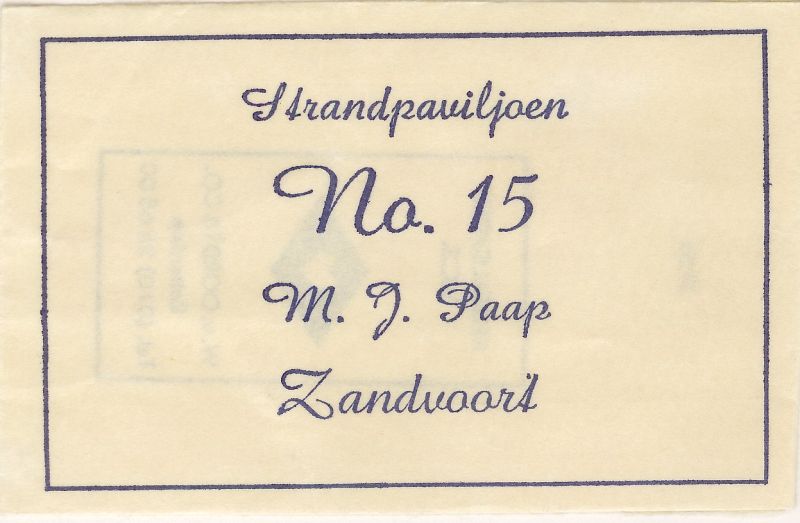 Strandpaviljoen
No. 15
M. J. Paap
Zandvoort